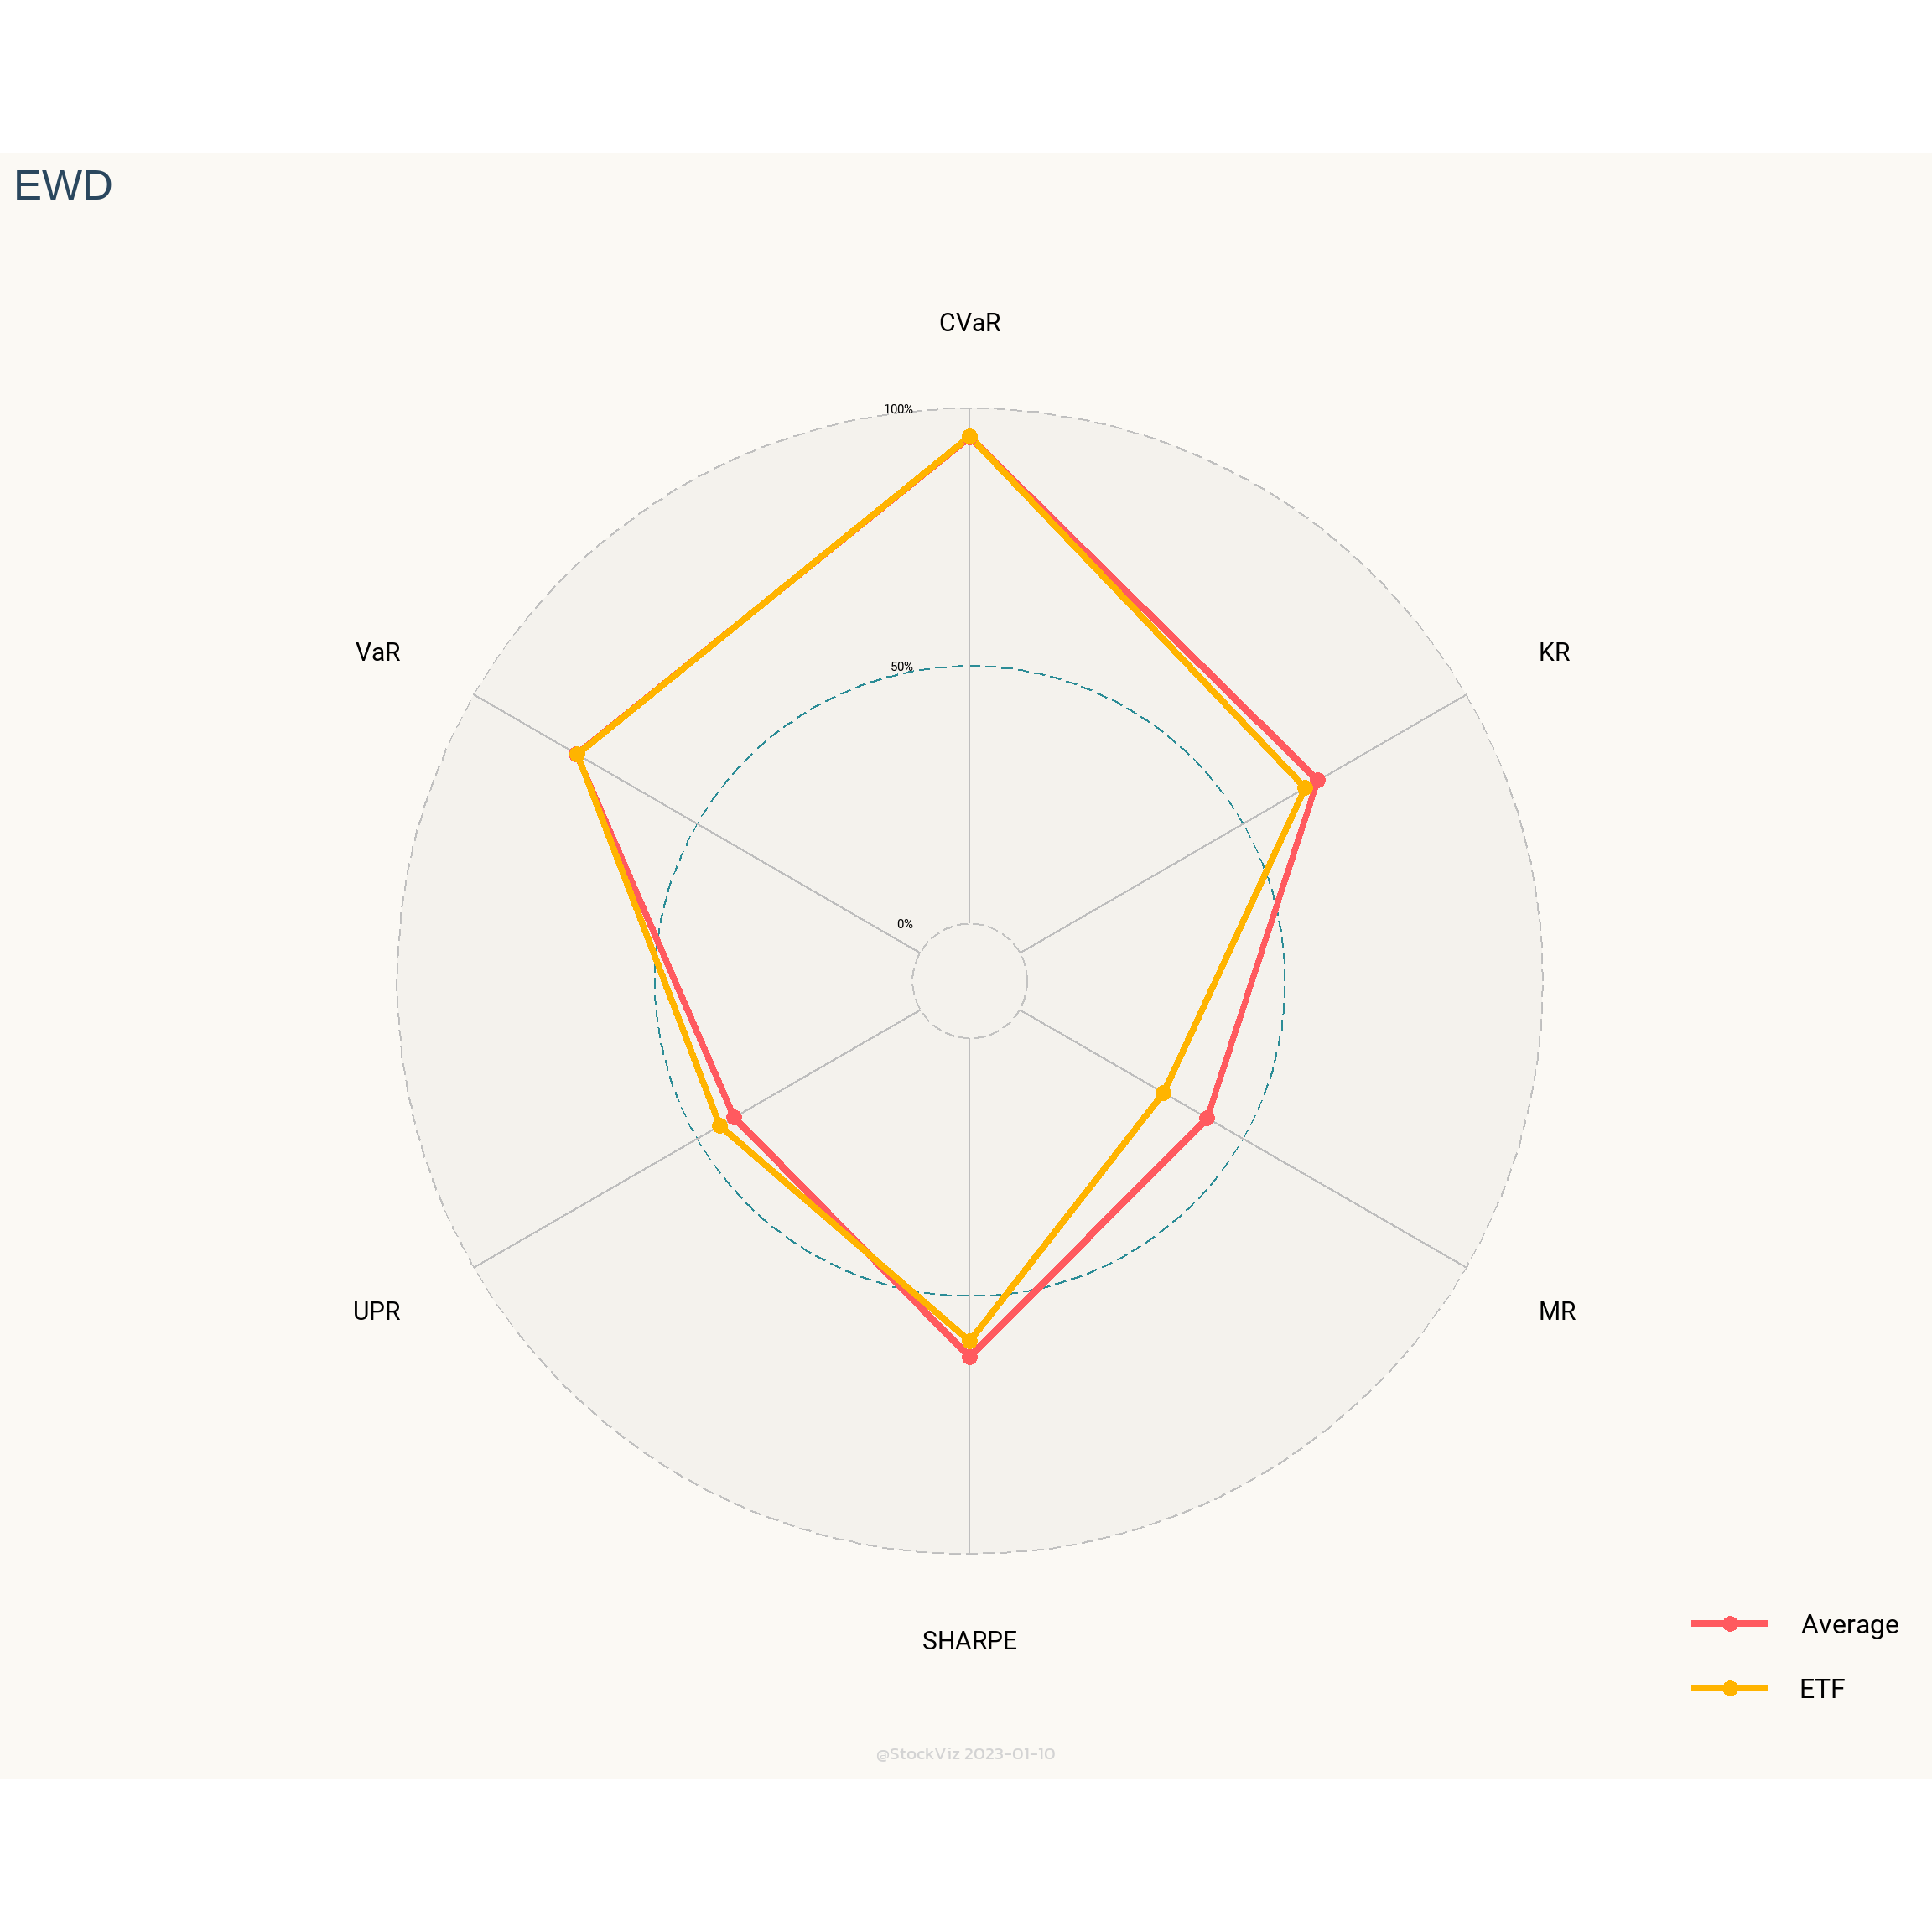 EWD
CVaR
100%
KR
VaR
50%
0%
UPR
MR
SHARPE
Average
ETF
@StockViz 2023-01-10